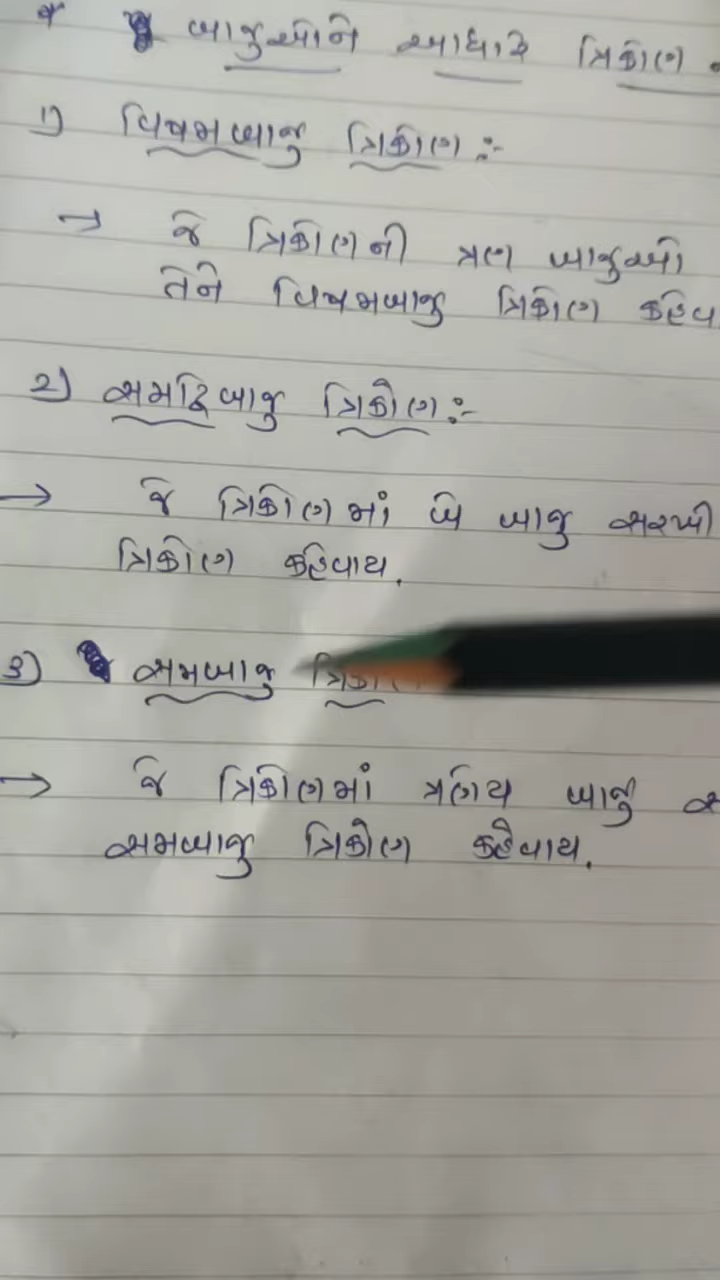 * બાજુઓને આધારે ત્રિકોણ
1) વિષમબાજુ ત્રિકોણ :-
→ જે ત્રિકોણની ત્રણ બાજુઓ
તેને વિષમબાજુ ત્રિકોણ કહેવા
2) સમદ્વિબાજુ ત્રિકોણ :-
→ જે ત્રિકોણમાં બે બાજુ સરખી
ત્રિકોણ કહેવાય.
3) સમબાજુ
→ જે ત્રિકોણમાં ત્રણેય બાજુ સ
સમબાજુ ત્રિકોણ કહેવાય.